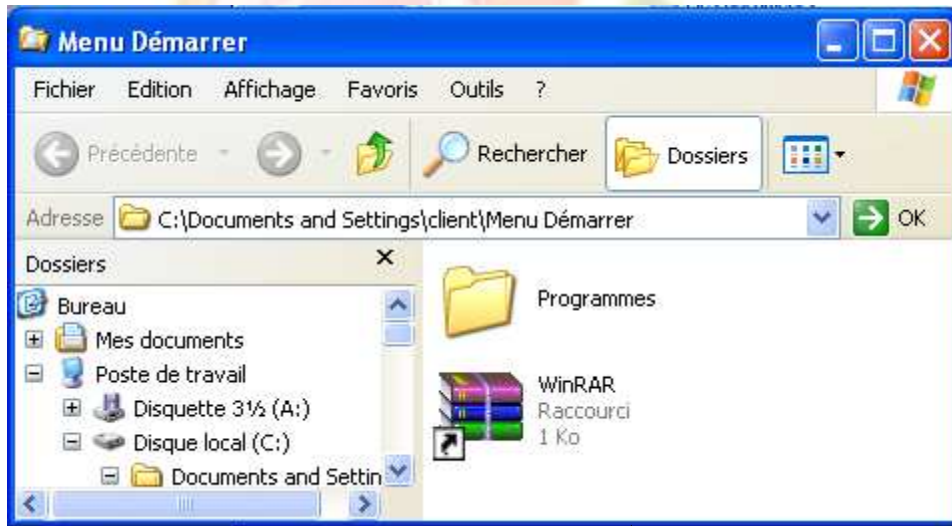 Menu Démarrer
Fichier Edition Affichage Favoris Outils ?
Précédente Rechercher Dossiers
Adresse C:\Documents and Settings\client\Menu Démarrer OK
Dossiers
Bureau
Mes documents
Poste de travail
Disquette 3½ (A:)
Disque local (C:)
Documents and Settin
Programmes
WinRAR
Raccourci
1 Ko